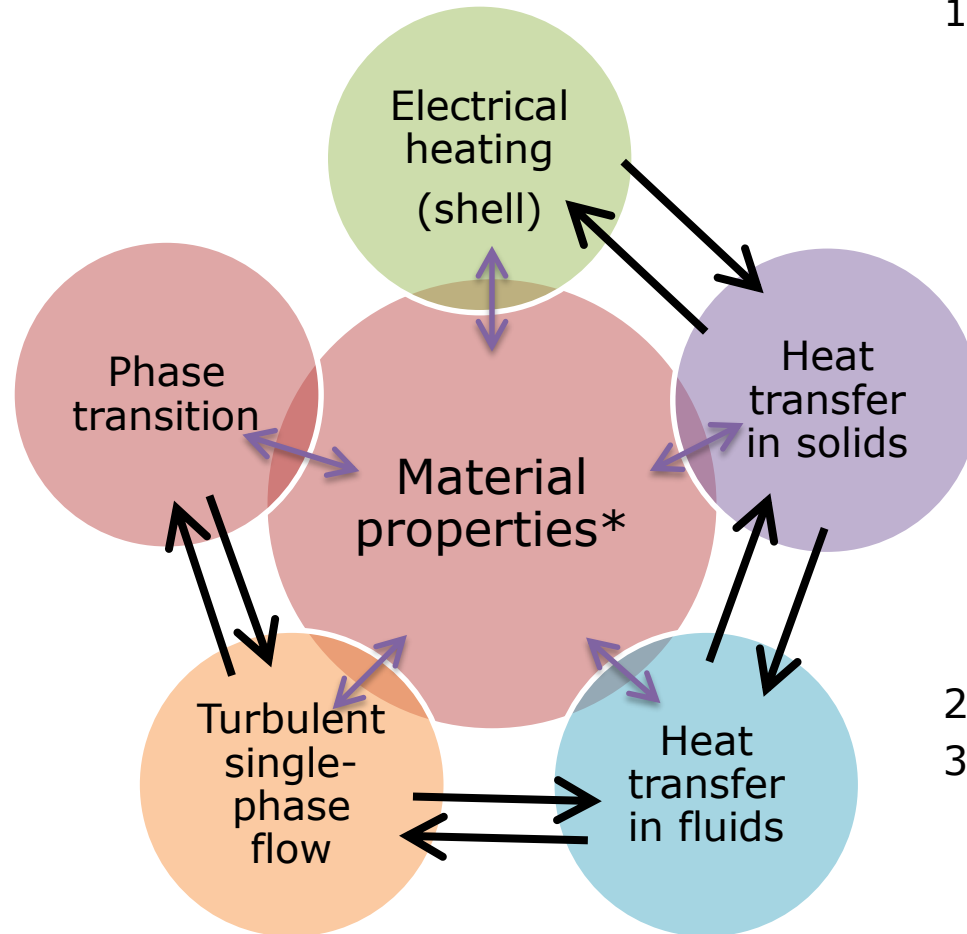 1
Electrical
heating
(shell)
Heat
transfer
in solids
Phase
transition
Material
properties*
Turbulent
single-
phase
flow
Heat
transfer
in fluids
2
3